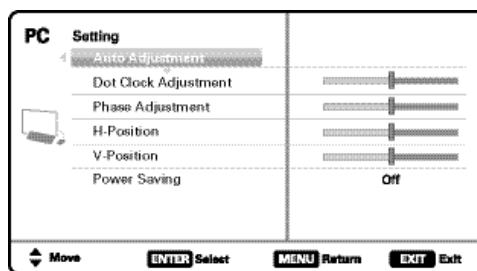 PC Setting
Auto Adjustment
Dot Clock Adjustment
Phase Adjustment
H-Position
V-Position
Power Saving Off
Move ENTER Select MENU Return EXIT Exit